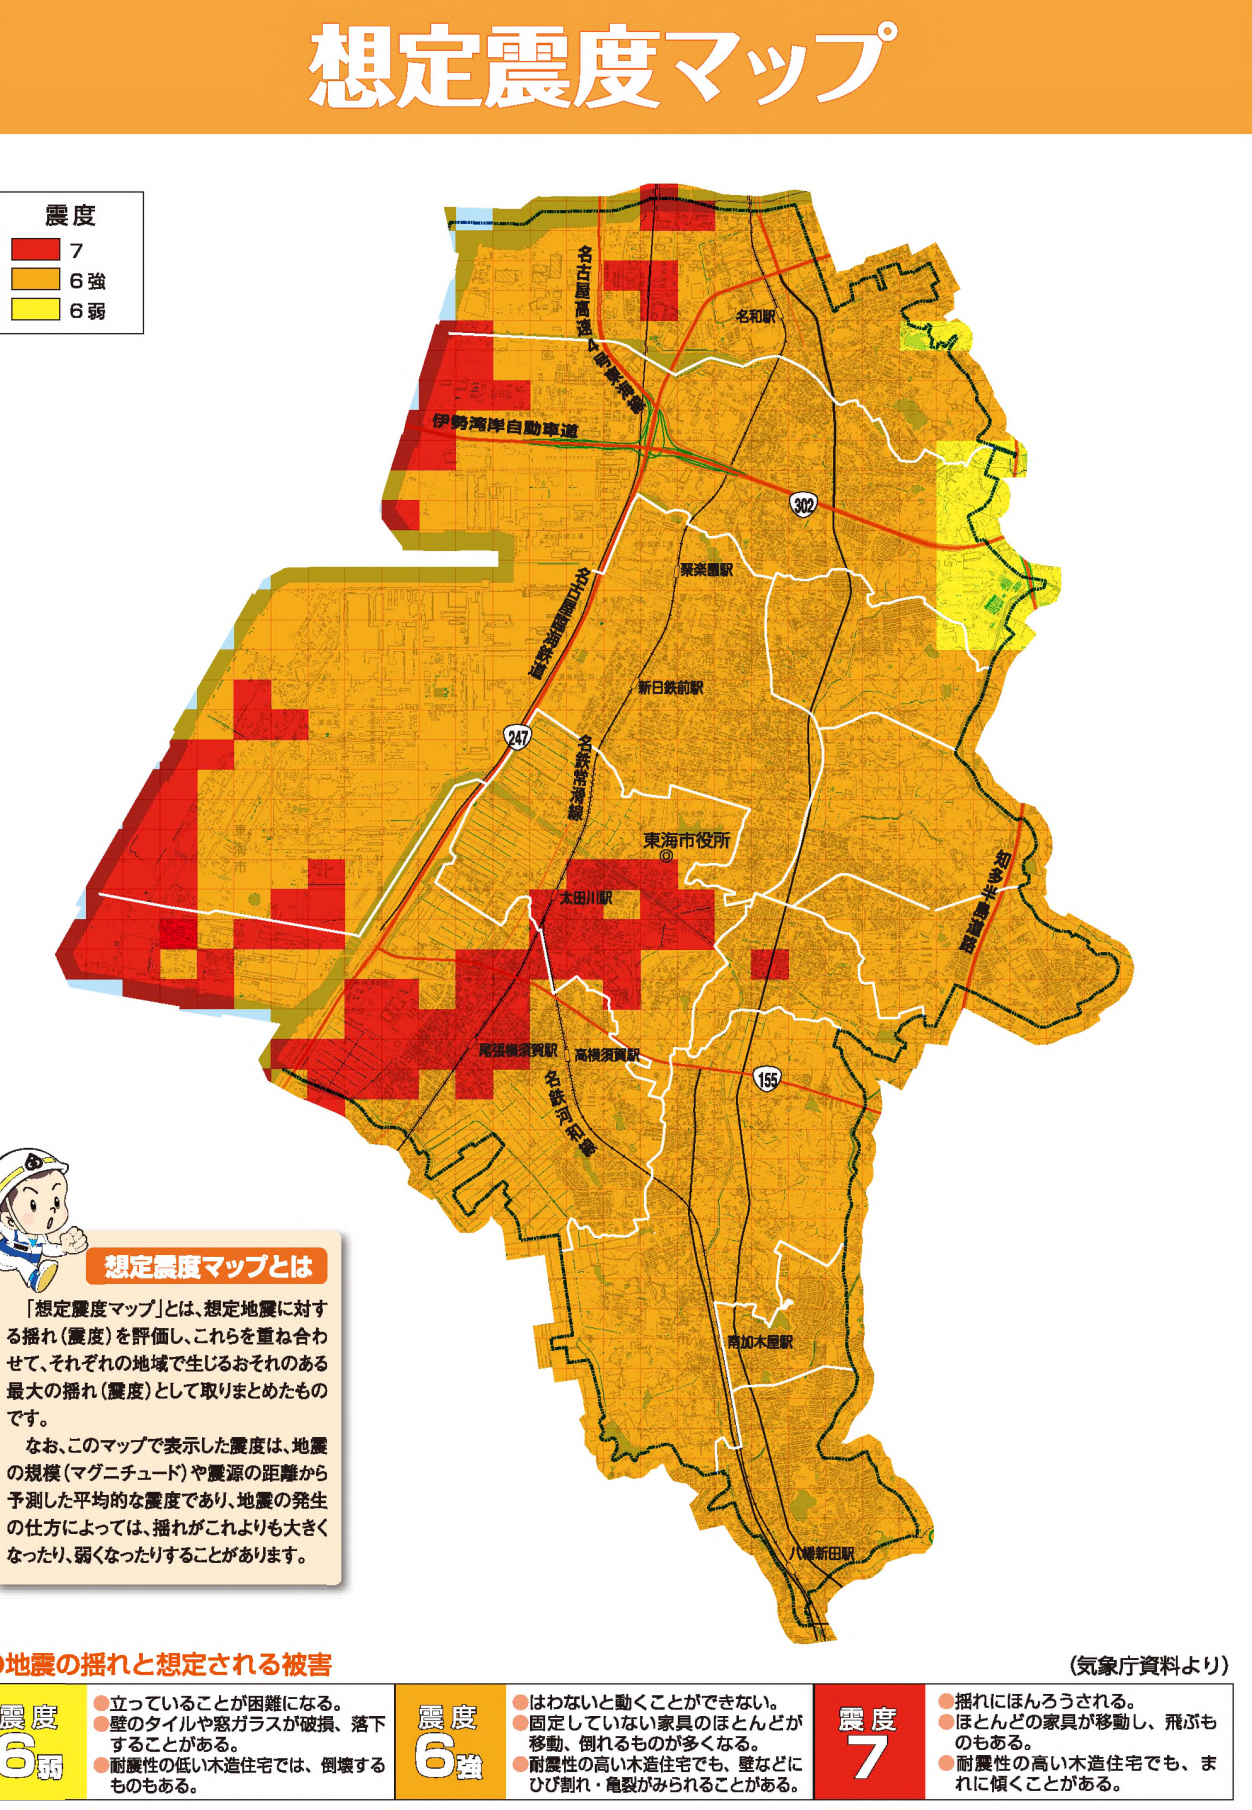 想定震度マップ
震度
7
6強
6弱
名古屋高速4号東海線
名和駅
伊勢湾岸自動車道
302
聚楽園駅
名古屋臨海鉄道
新日鉄前駅
247
名鉄常滑線
東海市役所
知多半島道路
太田川駅
尾張横須賀駅
高横須賀駅
155
名鉄河和線
南加木屋駅
八幡新田駅
想定震度マップとは
「想定震度マップ」とは、想定地震に対す
る揺れ(震度)を評価し、これらを重ね合わ
せて、それぞれの地域で生じるおそれのある
最大の揺れ(震度)として取りまとめたもの
です。
なお、このマップで表示した震度は、地震
の規模(マグニチュード)や震源の距離から
予測した平均的な震度であり、地震の発生
の仕方によっては、揺れがこれよりも大きく
なったり、弱くなったりすることがあります。
地震の揺れと想定される被害
(気象庁資料より)
震度
6弱
●立っていることが困難になる。
●壁のタイルや窓ガラスが破損、落下
することがある。
●耐震性の低い木造住宅では、倒壊する
ものもある。
震度
6強
●はわないと動くことができない。
●固定していない家具のほとんどが
移動、倒れるものが多くなる。
●耐震性の高い木造住宅でも、壁などに
ひび割れ・亀裂がみられることがある。
震度
7
●揺れにほんろうされる。
●ほとんどの家具が移動し、飛ぶも
のもある。
●耐震性の高い木造住宅でも、ま
れに傾くことがある。